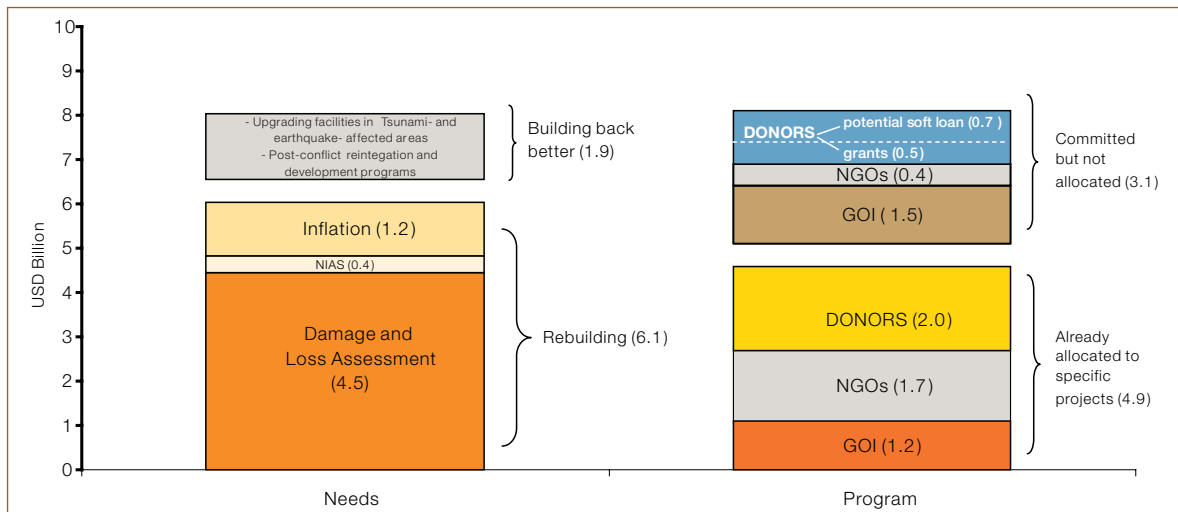 USD Billion
10
9
8
7
6
5
4
3
2
1
0
- Upgrading facilities in Tsunami- and
earthquake- affected areas
- Post-conflict reintegation and
development programs
Building back
better (1.9)
Inflation (1.2)
NIAS (0.4)
Damage and
Loss Assessment
(4.5)
Rebuilding (6.1)
Needs
DONORS
potential soft loan (0.7 )
grants (0.5)
NGOs (0.4)
GOI ( 1.5)
Committed
but not
allocated (3.1)
DONORS (2.0)
NGOs (1.7)
GOI (1.2)
Already
allocated to
specific
projects (4.9)
Program